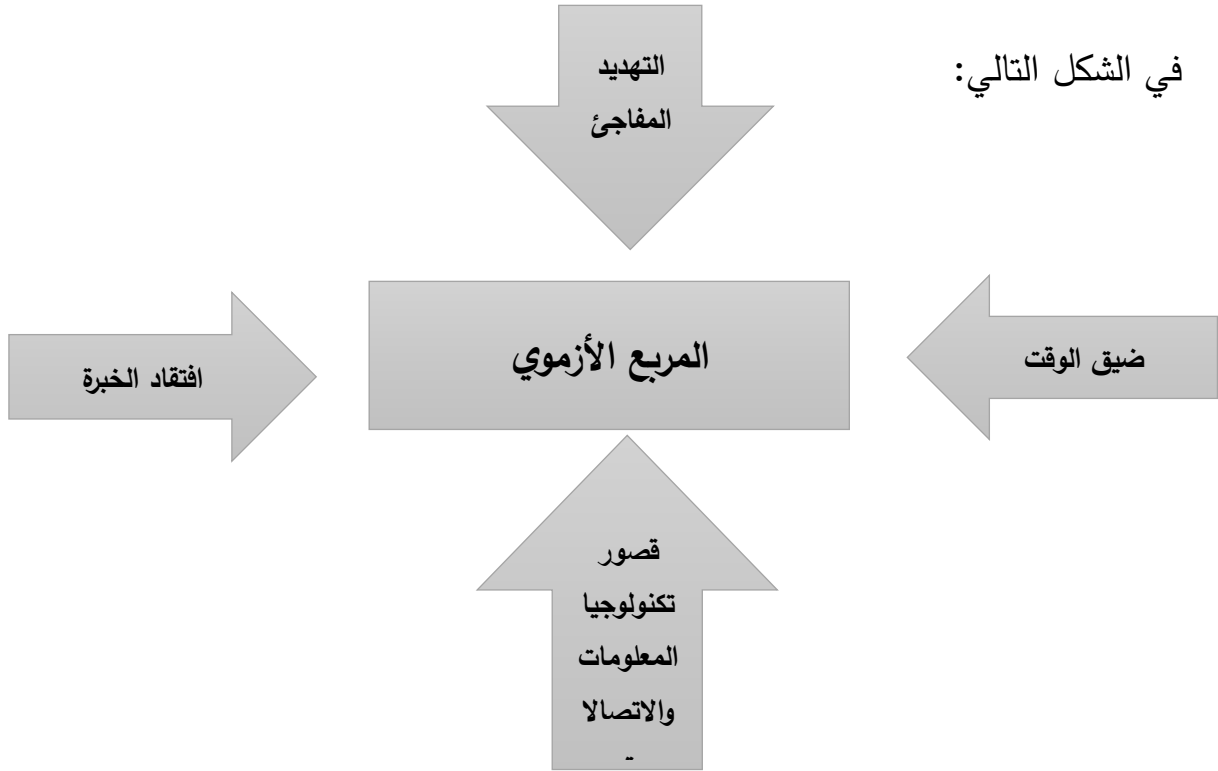 في الشكل التالي:
التهديد
المفاجئ
المربع الأزموي
ضيق الوقت
افتقاد الخبرة
قصور
تكنولوجيا
المعلومات
والاتصالا